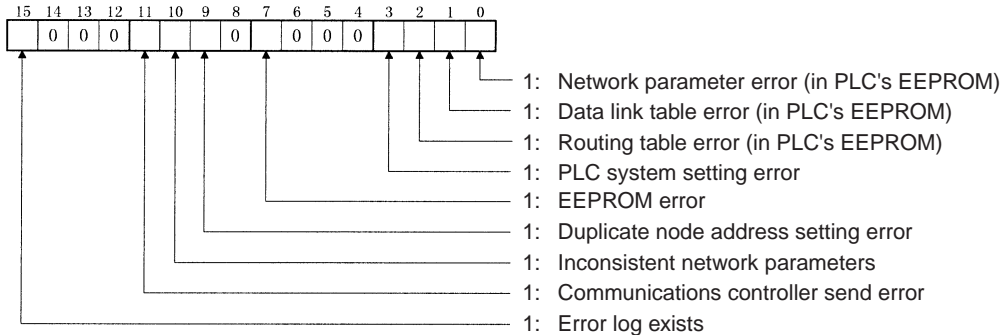 15 14 13 12 11 10 9 8 7 6 5 4 3 2 1 0
0 0 0 0 0 0 0
1: Network parameter error (in PLC's EEPROM)
1: Data link table error (in PLC's EEPROM)
1: Routing table error (in PLC's EEPROM)
1: PLC system setting error
1: EEPROM error
1: Duplicate node address setting error
1: Inconsistent network parameters
1: Communications controller send error
1: Error log exists